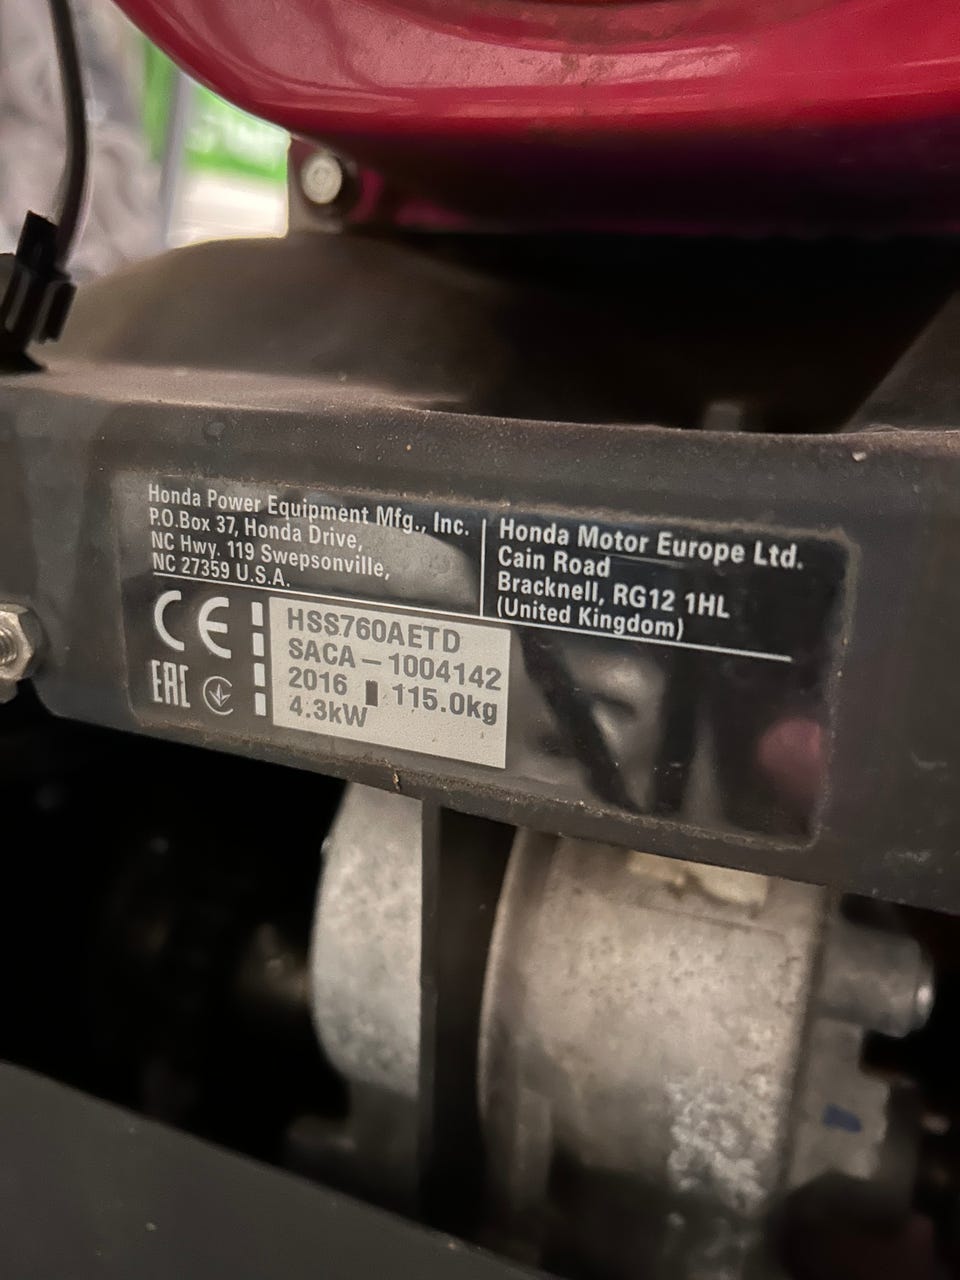 Honda Power Equipment Mfg., Inc.
P.O.Box 37, Honda Drive,
NC Hwy. 119 Swepsonville,
NC 27359 U.S.A.
Honda Motor Europe Ltd.
Cain Road
Bracknell, RG12 1HL
(United Kingdom)
CE
EAC
HSS760AETD
SACA – 1004142
2016 ▮ 115.0kg
4.3kW